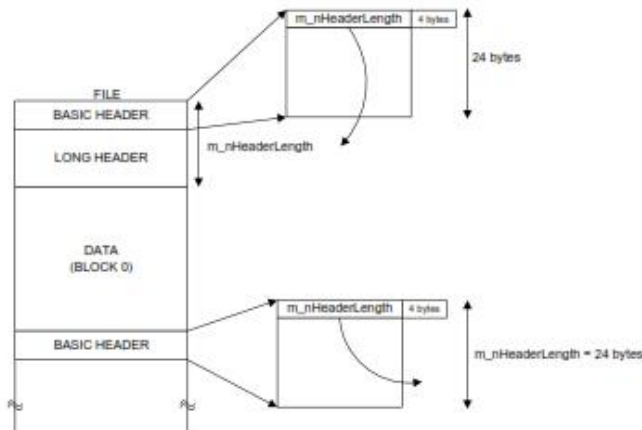 m_nHeaderLength
4 bytes
24 bytes
FILE
BASIC HEADER
m_nHeaderLength
LONG HEADER
DATA
(BLOCK 0)
m_nHeaderLength
4 bytes
BASIC HEADER
m_nHeaderLength = 24 bytes